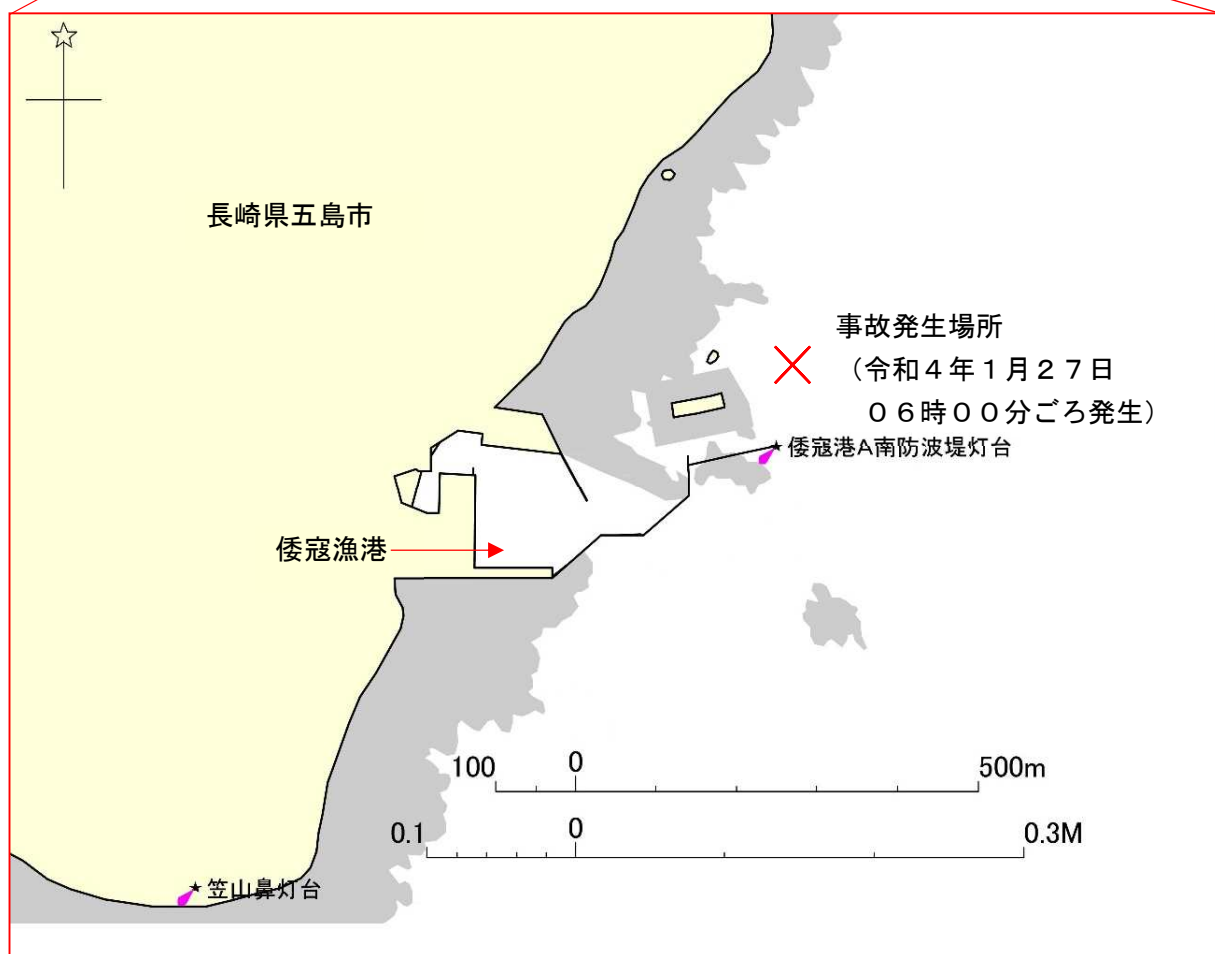 長崎県五島市
事故発生場所
(令和4年1月27日
06時00分ごろ発生)
倭寇港A南防波堤灯台
倭寇漁港
100 0 500m
0.1 0 0.3M
笠山鼻灯台